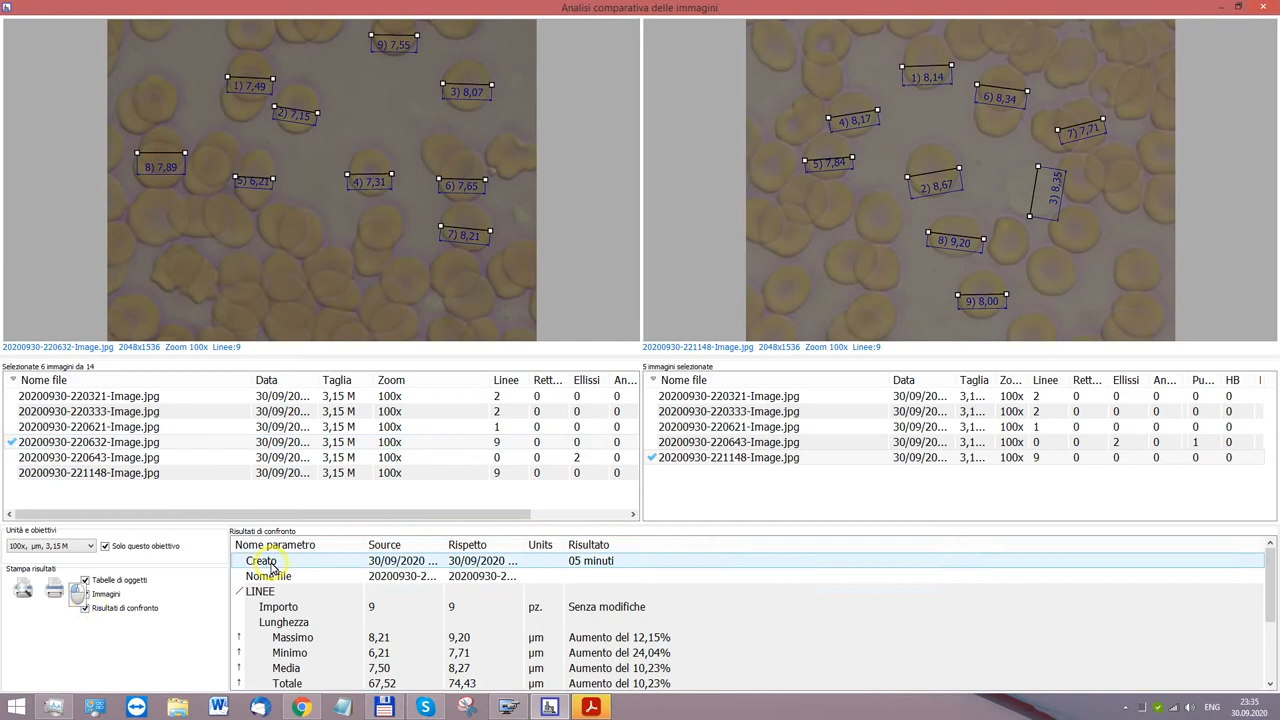 Analisi comparativa delle immagini
9) 7,55
1) 7,49
3) 8,07
2) 7,15
8) 7,89
5) 6,21
4) 7,31
6) 7,65
7) 8,21
1) 8,14
6) 8,34
4) 8,17
7) 7,71
5) 7,84
2) 8,67
3) 8,35
8) 9,20
9) 8,00
20200930-220632-Image.jpg 2048x1536 Zoom 100x Linee:9
20200930-221148-Image.jpg 2048x1536 Zoom 100x Linee:9
Selezionate 6 immagini da 14
Nome file Data Taglia Zoom Linee Rett... Ellissi An...
20200930-220321-Image.jpg 30/09/20... 3,15 M 100x 2 0 0 0
20200930-220333-Image.jpg 30/09/20... 3,15 M 100x 2 0 0 0
20200930-220621-Image.jpg 30/09/20... 3,15 M 100x 1 0 0 0
20200930-220632-Image.jpg 30/09/20... 3,15 M 100x 9 0 0 0
20200930-220643-Image.jpg 30/09/20... 3,15 M 100x 0 0 2 0
20200930-221148-Image.jpg 30/09/20... 3,15 M 100x 9 0 0 0
5 immagini selezionate
Nome file Data Taglia Zo... Linee Rett... Ellissi An... Pu... HB I
20200930-220321-Image.jpg 30/09/20... 3,1... 100x 2 0 0 0 0 0
20200930-220333-Image.jpg 30/09/20... 3,1... 100x 2 0 0 0 0 0
20200930-220621-Image.jpg 30/09/20... 3,1... 100x 1 0 0 0 0 0
20200930-220643-Image.jpg 30/09/20... 3,1... 100x 0 0 2 0 1 0
20200930-221148-Image.jpg 30/09/20... 3,1... 100x 9 0 0 0 0 0
Unità e obiettivi
100x, µm, 3,15 M Solo questo obiettivo
Stampa risultati
Tabelle di oggetti
Immagini
Risultati di confronto
Risultati di confronto
Nome parametro Source Rispetto Units Risultato
Creato 30/09/2020 ... 30/09/2020 ... 05 minuti
Nome file 20200930-2... 20200930-2...
LINEE
Importo 9 9 pz. Senza modifiche
Lunghezza
Massimo 8,21 9,20 µm Aumento del 12,15%
Minimo 6,21 7,71 µm Aumento del 24,04%
Media 7,50 8,27 µm Aumento del 10,23%
Totale 67,52 74,43 µm Aumento del 10,23%
ENG
23:35
30.09.2020